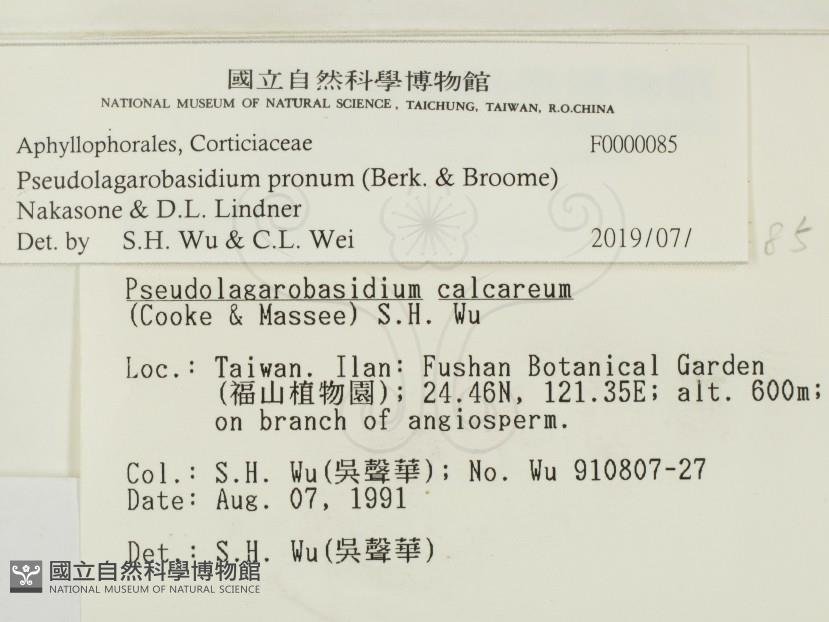 國立自然科學博物館
NATIONAL MUSEUM OF NATURAL SCIENCE, TAICHUNG, TAIWAN, R.O.CHINA
Aphyllophorales, Corticiaceae F0000085
Pseudolagarobasidium pronum (Berk. & Broome)
Nakasone & D.L. Lindner
Det. by S.H. Wu & C.L. Wei 2019/07/
85
Pseudolagarobasidium calcareum
(Cooke & Massee) S.H. Wu
Loc.: Taiwan. Ilan: Fushan Botanical Garden
(福山植物園); 24.46N, 121.35E; alt. 600m;
on branch of angiosperm.
Col.: S.H. Wu(吳聲華); No. Wu 910807-27
Date: Aug. 07, 1991
Det.: S.H. Wu(吳聲華)
國立自然科學博物館
NATIONAL MUSEUM OF NATURAL SCIENCE